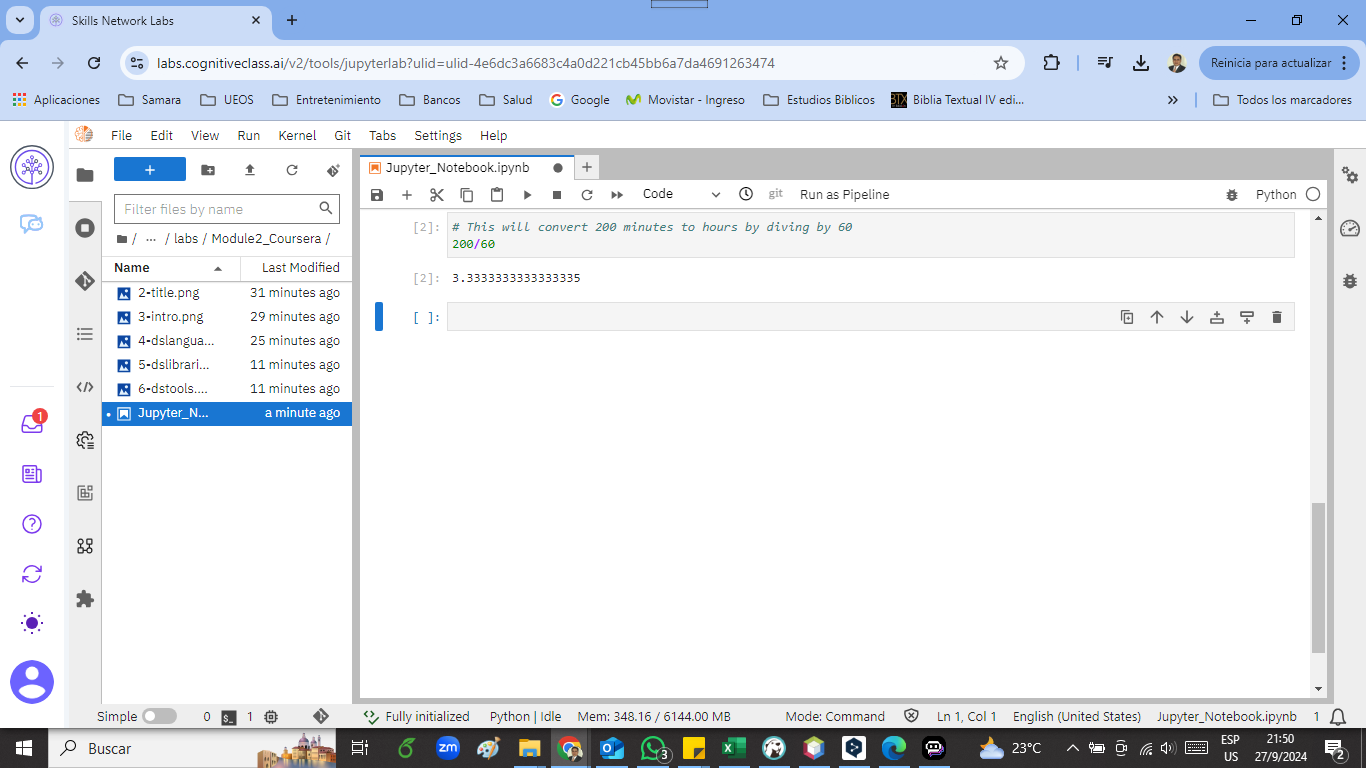 Skills Network Labs
labs.cognitiveclass.ai/v2/tools/jupyterlab?ulid=ulid-4e6dc3a6683c4a0d221cb45bb6a7da4691263474
Reinicia para actualizar
Aplicaciones Samara UEOS Entretenimiento Bancos Salud Google Movistar - Ingreso Estudios Biblicos BTX Biblia Textual IV edi... » Todos los marcadores
File Edit View Run Kernel Git Tabs Settings Help
Jupyter_Notebook.ipynb
Code git Run as Pipeline Python
Filter files by name
/ ... / labs / Module2_Coursera /
Name Last Modified
2-title.png 31 minutes ago
3-intro.png 29 minutes ago
4-dslangua... 25 minutes ago
5-dslibrari... 11 minutes ago
6-dstools.... 11 minutes ago
Jupyter_N... a minute ago
1
[2]: # This will convert 200 minutes to hours by diving by 60
200/60
[2]: 3.3333333333333335
[ ]:
Simple 0 $_ 1 Fully initialized Python | Idle Mem: 348.16 / 6144.00 MB Mode: Command Ln 1, Col 1 English (United States) Jupyter_Notebook.ipynb 1
Buscar zm 3 23°C ESP US 21:50 27/9/2024 2